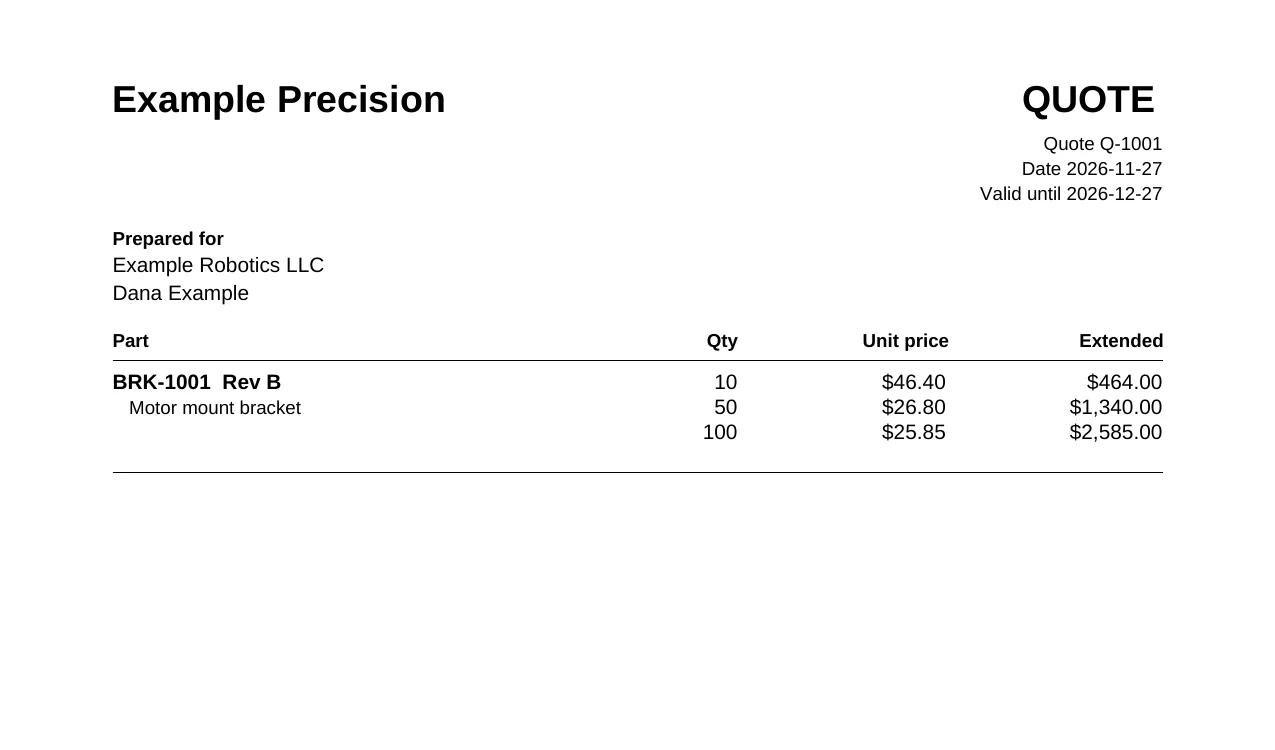 Example Precision QUOTE
Quote Q-1001
Date 2026-11-27
Valid until 2026-12-27
Prepared for
Example Robotics LLC
Dana Example
Part Qty Unit price Extended
BRK-1001 Rev B 10 $46.40 $464.00
Motor mount bracket 50 $26.80 $1,340.00
100 $25.85 $2,585.00